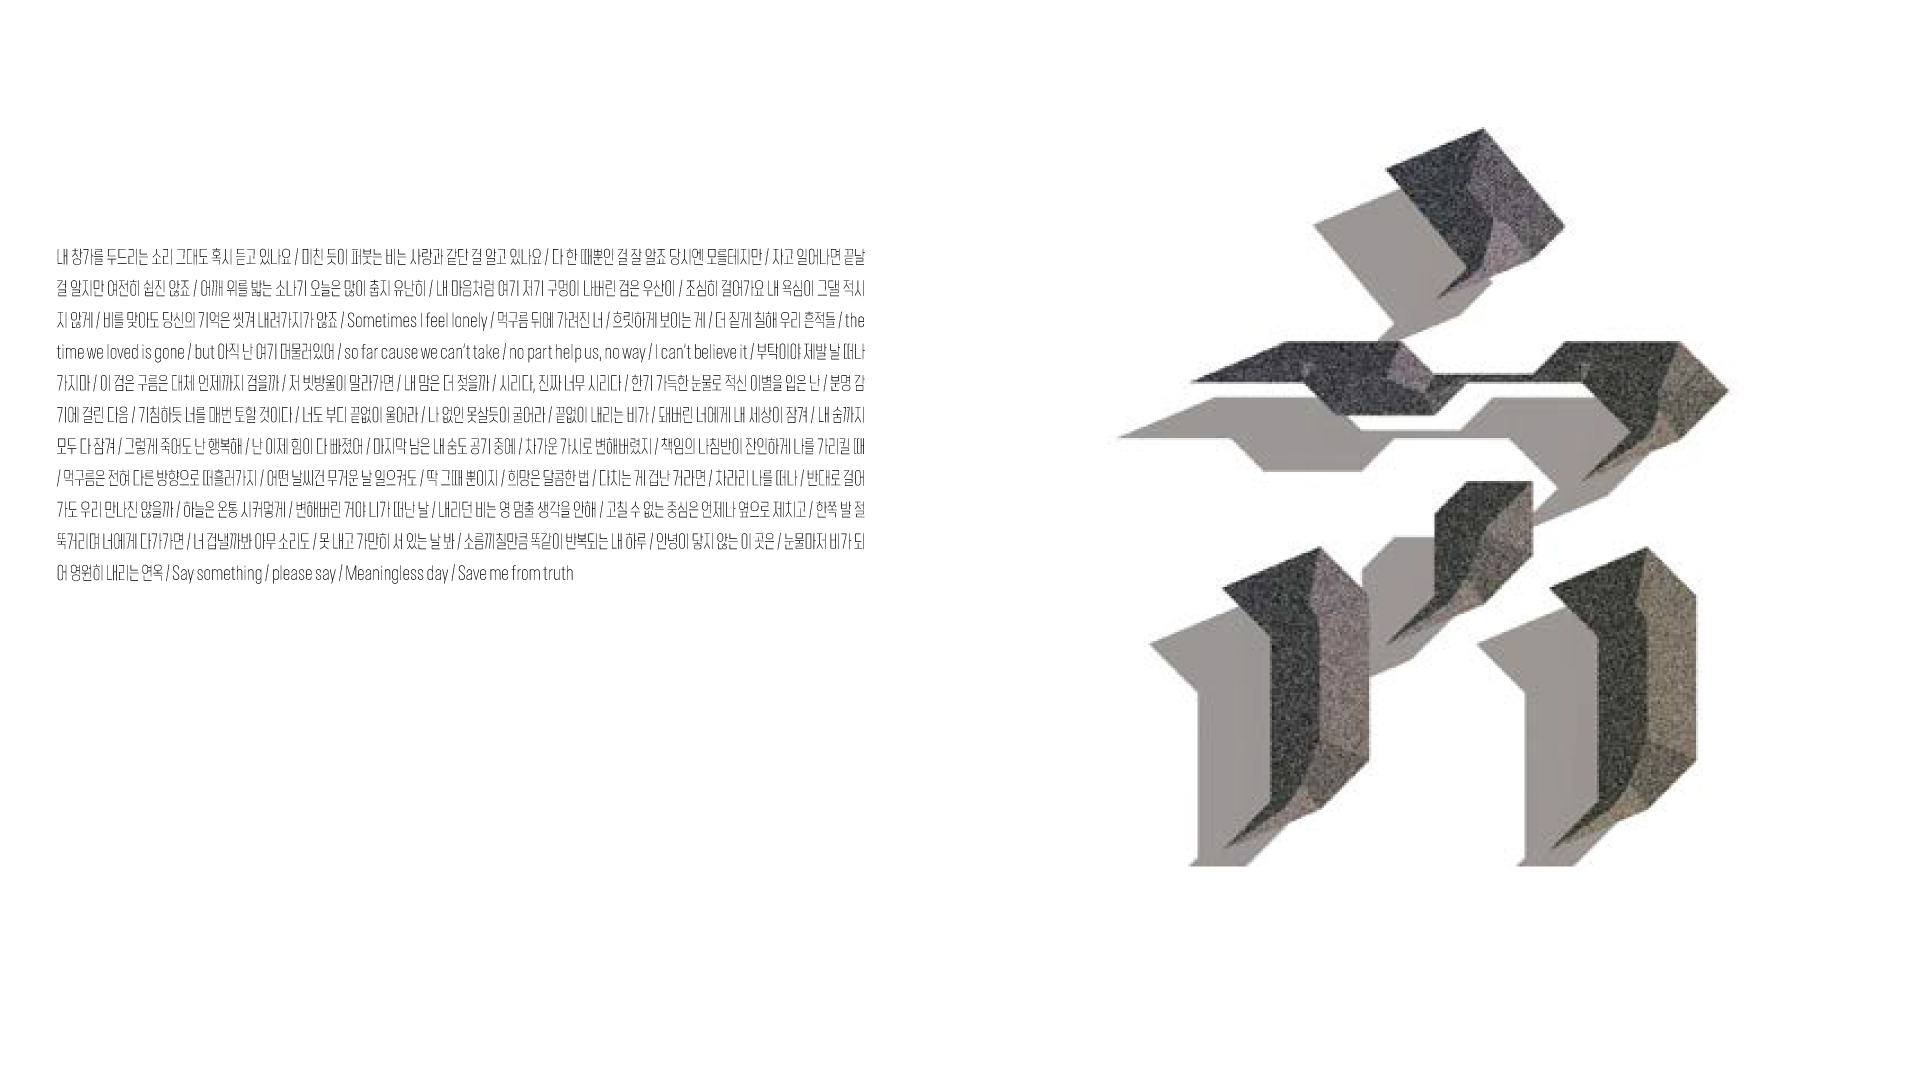 내 창가를 두드리는 소리 그대도 혹시 듣고 있나요 / 미친 듯이 퍼붓는 비는 사랑과 같단 걸 알고 있나요 / 다 한 때뿐인 걸 잘 알죠 당시엔 모를테지만 / 자고 일어나면 끝날
걸 알지만 여전히 쉽진 않죠 / 어깨 위를 밟는 소나기 오늘은 많이 춥지 유난히 / 내 마음처럼 여기 저기 구멍이 나버린 검은 우산이 / 조심히 걸어가요 내 욕심이 그댈 적시
지 않게 / 비를 맞아도 당신의 기억은 씻겨 내려가지가 않죠 / Sometimes I feel lonely / 먹구름 뒤에 가려진 너 / 흐릿하게 보이는 게 / 더 짙게 칠해 우리 흔적들 / the
time we loved is gone / but 아직 난 여기 머물러있어 / so far cause we can't take / no part help us, no way / I can't believe it / 부탁이야 제발 날 떠나
가지마 / 이 검은 구름은 대체 언제까지 검을까 / 저 빗방울이 말라가면 / 내 맘은 더 젖을까 / 시리다, 진짜 너무 시리다 / 한기 가득한 눈물로 적신 이별을 입은 난 / 분명 감
기에 걸린 다음 / 기침하듯 너를 매번 토할 것이다 / 너도 부디 끝없이 울어라 / 나 없인 못살듯이 굴어라 / 끝없이 내리는 비가 / 돼버린 너에게 내 세상이 잠겨 / 내 숨까지
모두 다 잠겨 / 그렇게 죽어도 난 행복해 / 난 이제 힘이 다 빠졌어 / 마지막 남은 내 숨도 공기 중에 / 차가운 가시로 변해버렸지 / 책임의 나침반이 잔인하게 나를 가리킬 때
/ 먹구름은 전혀 다른 방향으로 떠흘러가지 / 어떤 날씨건 무거운 날 일으켜도 / 딱 그때 뿐이지 / 희망은 달콤한 법 / 다치는 게 겁난 거라면 / 차라리 나를 떠나 / 반대로 걸어
가도 우리 만나진 않을까 / 하늘은 온통 시커멓게 / 변해버린 거야 니가 떠난 날 / 내리던 비는 영 멈출 생각을 안해 / 고칠 수 없는 중심은 언제나 옆으로 제치고 / 한쪽 발 절
뚝거리며 너에게 다가가면 / 너 겁낼까봐 아무 소리도 / 못 내고 가만히 서 있는 날 봐 / 소름끼칠만큼 똑같이 반복되는 내 하루 / 안녕이 닿지 않는 이 곳은 / 눈물마저 비가 되
어 영원히 내리는 연옥 / Say something / please say / Meaningless day / Save me from truth